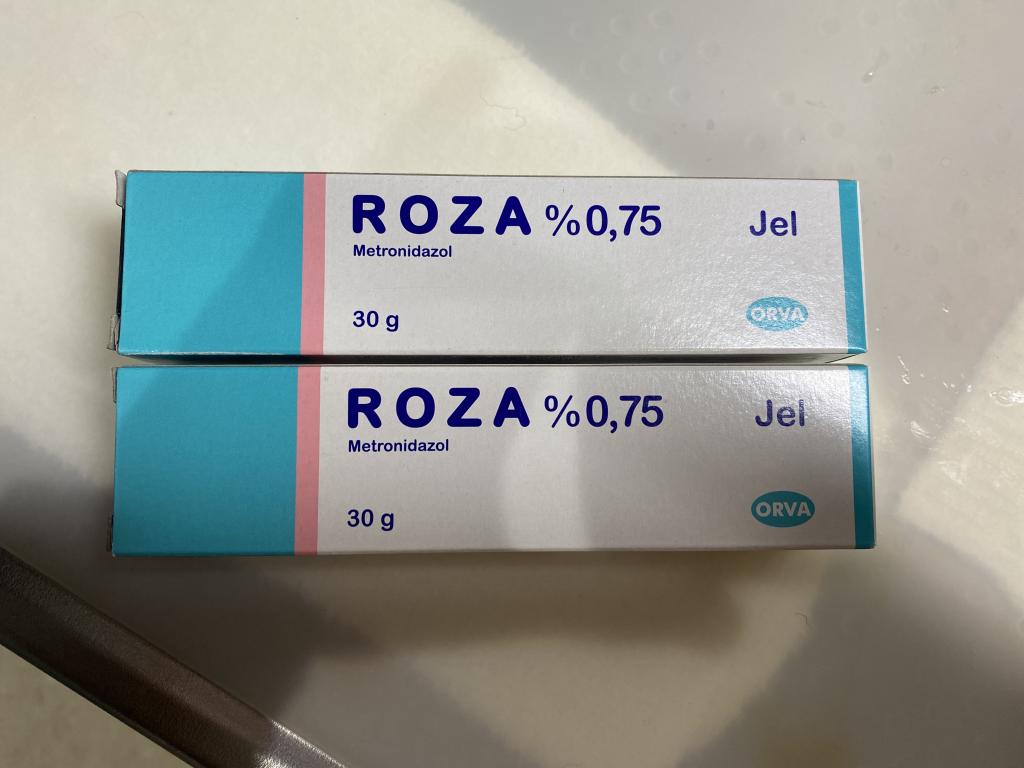 ROZA %0,75 Jel
Metronidazol
30 g
ORVA
ROZA %0,75 Jel
Metronidazol
30 g
ORVA